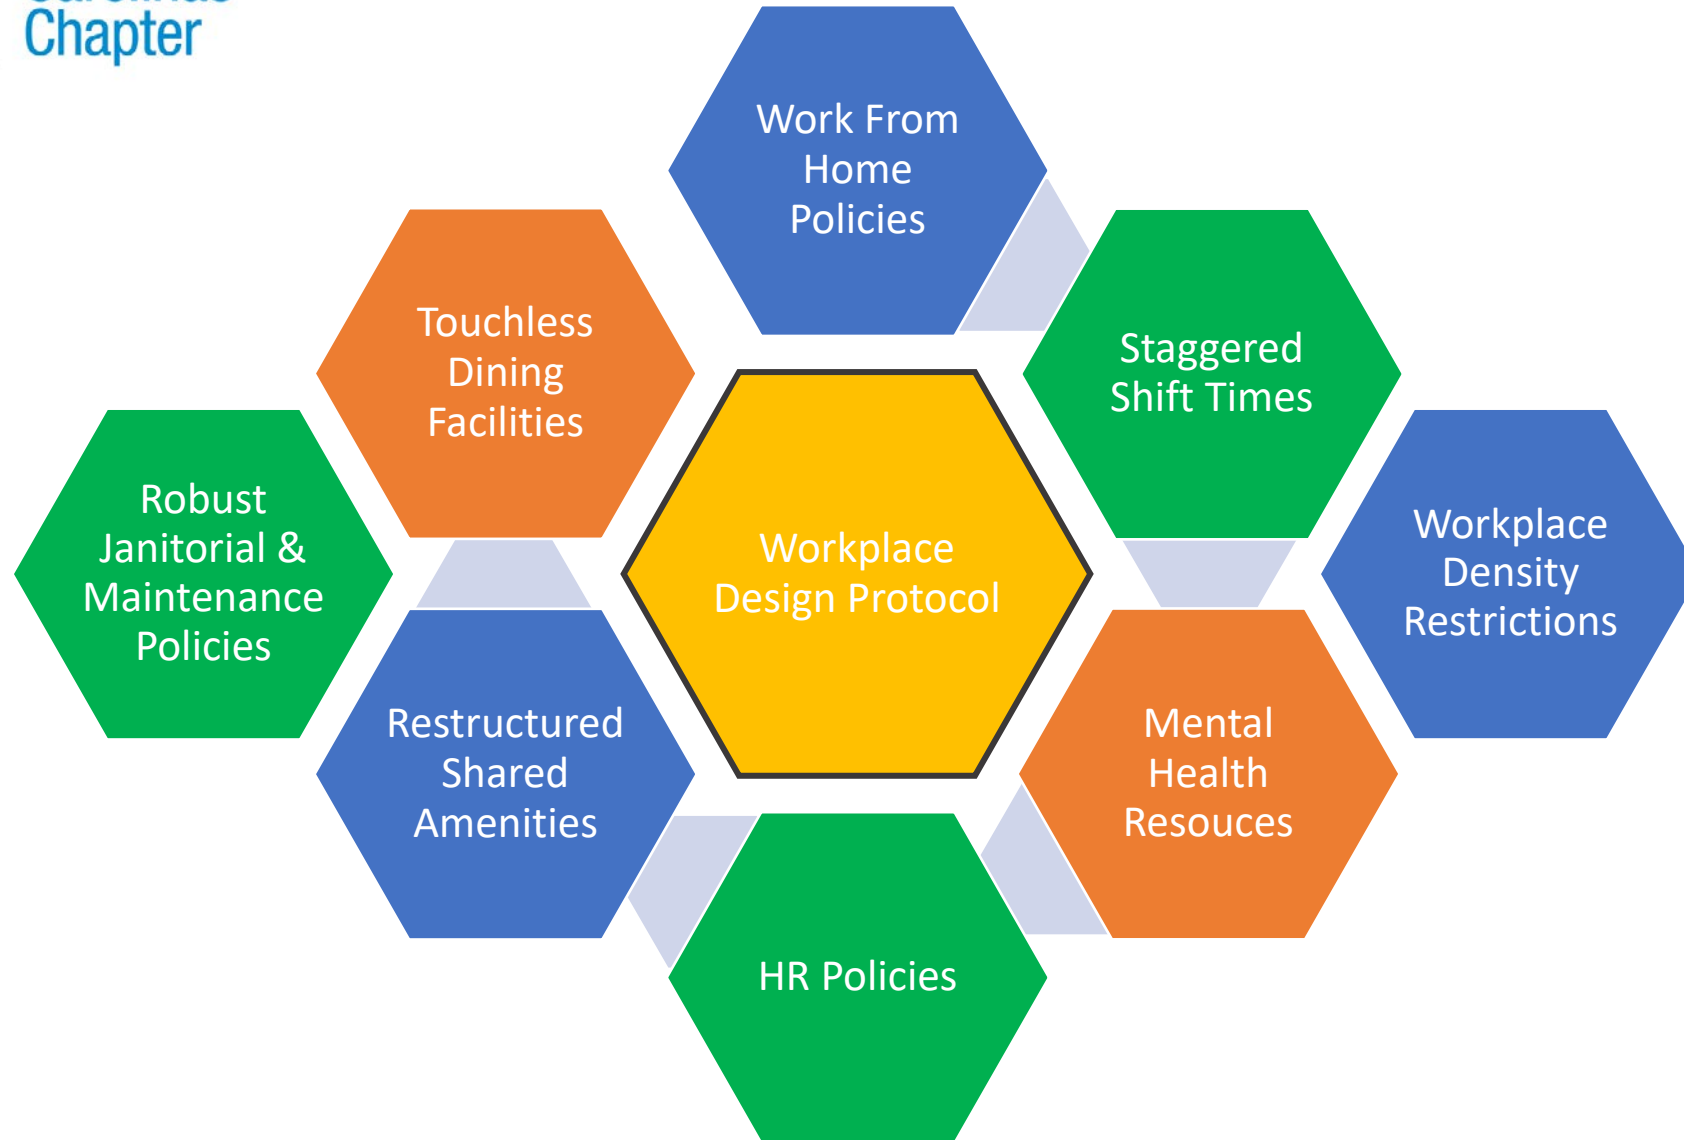 Carolinas
Chapter
Work From
Home
Policies
Touchless
Dining
Facilities
Staggered
Shift Times
Robust
Janitorial &
Maintenance
Policies
Workplace
Design Protocol
Workplace
Density
Restrictions
Restructured
Shared
Amenities
Mental
Health
Resouces
HR Policies